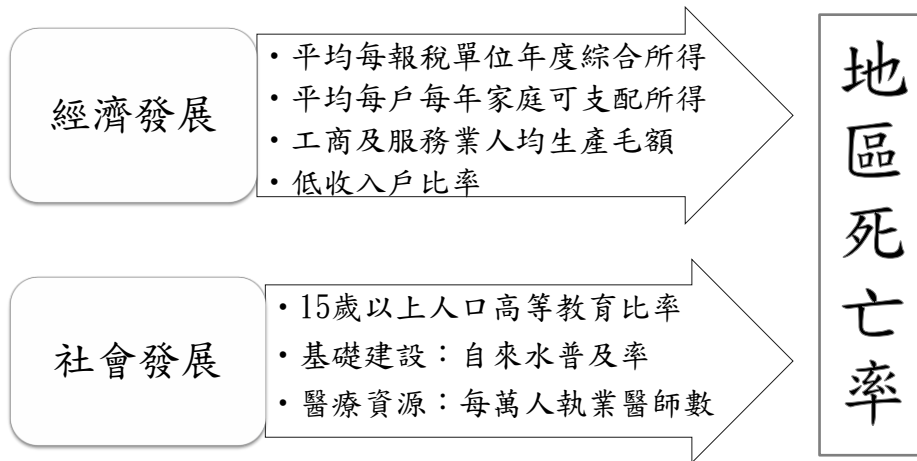 經濟發展
・平均每報稅單位年度綜合所得
・平均每戶每年家庭可支配所得
・工商及服務業人均生產毛額
・低收入戶比率
社會發展
・15歲以上人口高等教育比率
・基礎建設：自來水普及率
・醫療資源：每萬人執業醫師數
地區死亡率